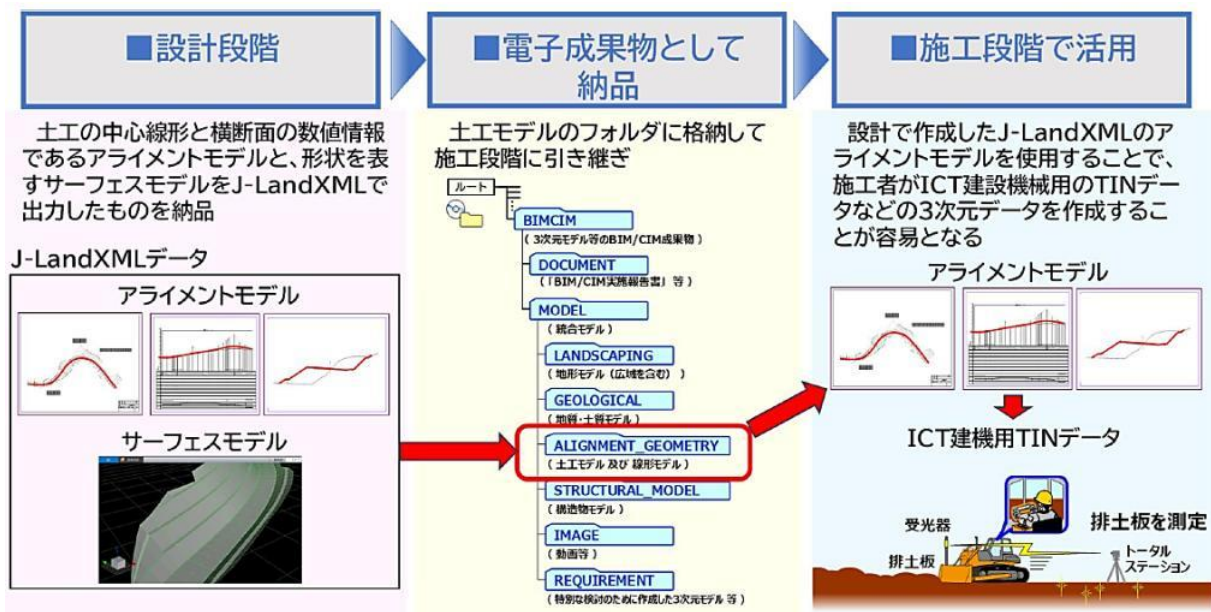 ■設計段階
■電子成果物として
納品
■施工段階で活用
土工の中心線形と横断面の数値情報
であるアライメントモデルと、形状を表
すサーフェスモデルをJ-LandXMLで
出力したものを納品
J-LandXMLデータ
アライメントモデル
サーフェスモデル
土工モデルのフォルダに格納して
施工段階に引き継ぎ
ルート
BIMCIM
( 3次元モデル等のBIM/CIM成果物 )
DOCUMENT
(「BIM/CIM実施報告書」等 )
MODEL
( 統合モデル )
LANDSCAPING
( 地形モデル（広域を含む） )
GEOLOGICAL
( 地質・土質モデル )
ALIGNMENT_GEOMETRY
( 土工モデル 及び 線形モデル )
STRUCTURAL_MODEL
( 構造物モデル )
IMAGE
( 動画等 )
REQUIREMENT
( 特別な検討のために作成した3次元モデル 等 )
設計で作成したJ-LandXMLのア
ライメントモデルを使用することで、
施工者がICT建設機械用のTINデー
タなどの3次元データを作成するこ
とが容易となる
アライメントモデル
ICT建機用TINデータ
受光器
排土板を測定
排土板
トータル
ステーション